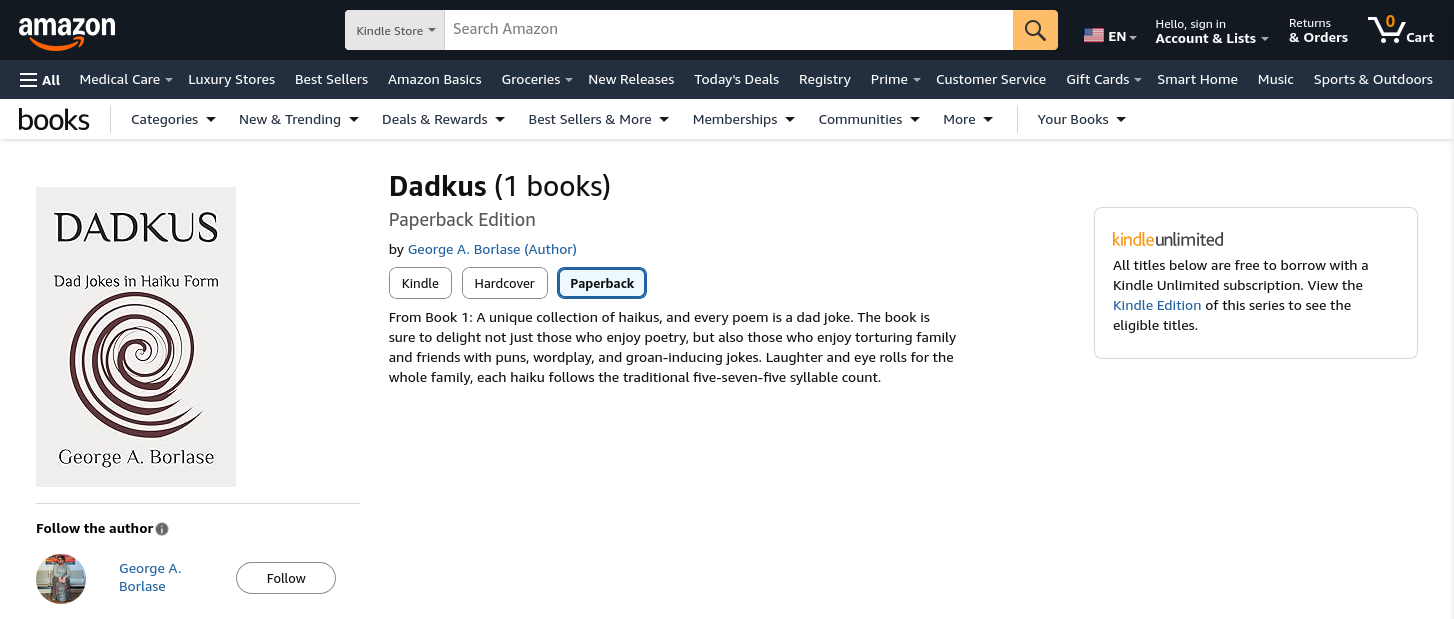 amazon
Kindle Store
Search Amazon
EN
Hello, sign in
Account & Lists
Returns
& Orders
0
Cart
All
Medical Care
Luxury Stores
Best Sellers
Amazon Basics
Groceries
New Releases
Today's Deals
Registry
Prime
Customer Service
Gift Cards
Smart Home
Music
Sports & Outdoors
books
Categories
New & Trending
Deals & Rewards
Best Sellers & More
Memberships
Communities
More
Your Books
DADKUS
Dad Jokes in Haiku Form
George A. Borlase
Follow the author
George A.
Borlase
Follow
Dadkus (1 books)
Paperback Edition
by George A. Borlase (Author)
Kindle
Hardcover
Paperback
From Book 1: A unique collection of haikus, and every poem is a dad joke. The book is
sure to delight not just those who enjoy poetry, but also those who enjoy torturing family
and friends with puns, wordplay, and groan-inducing jokes. Laughter and eye rolls for the
whole family, each haiku follows the traditional five-seven-five syllable count.
kindleunlimited
All titles below are free to borrow with a
Kindle Unlimited subscription. View the
Kindle Edition of this series to see the
eligible titles.